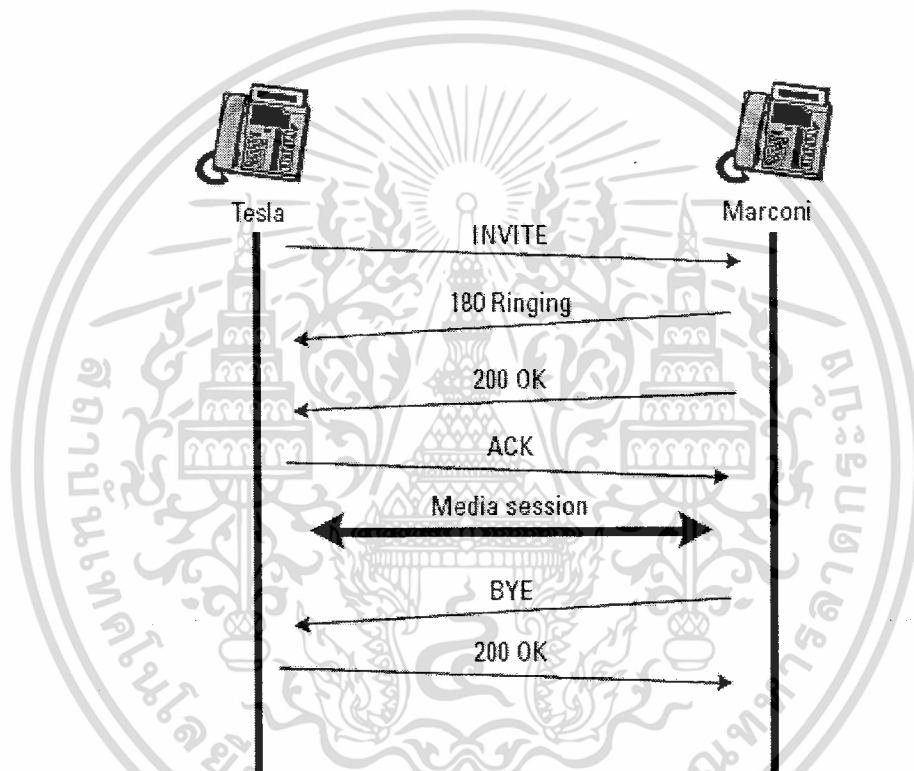 Tesla
Marconi
INVITE
180 Ringing
200 OK
ACK
Media session
BYE
200 OK